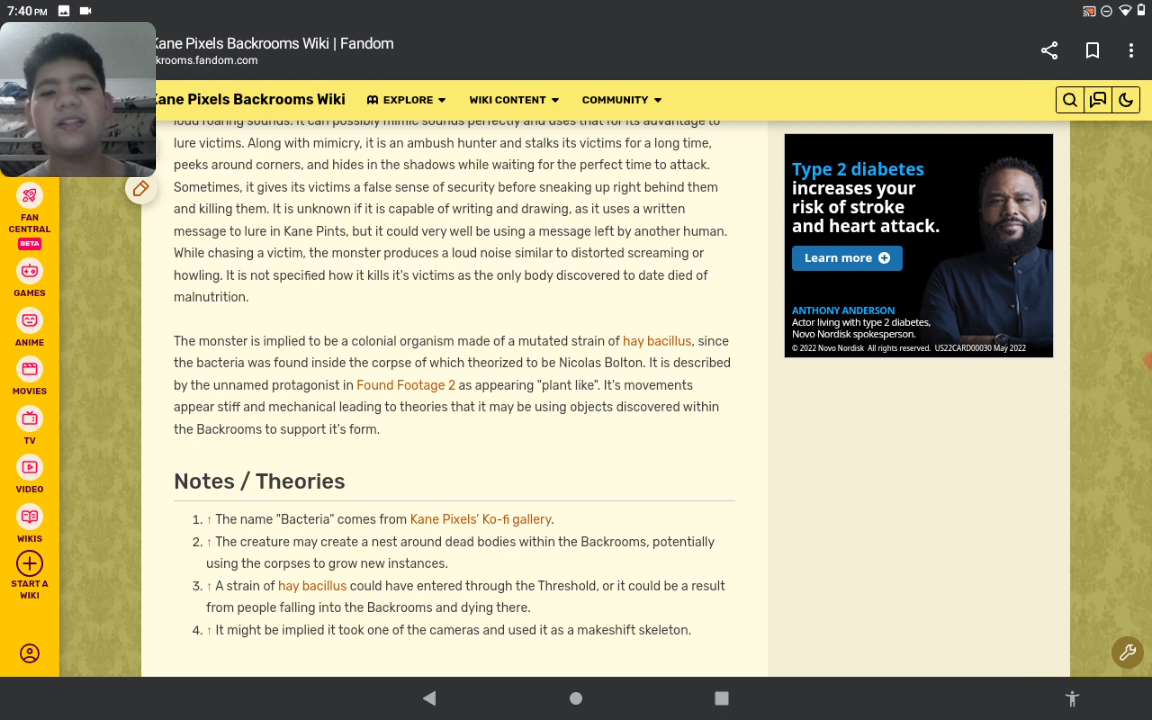 7:40 PM
Kane Pixels Backrooms Wiki | Fandom
krooms.fandom.com
Kane Pixels Backrooms Wiki
EXPLORE
WIKI CONTENT
COMMUNITY
loud roaring sounds. It can possibly mimic sounds perfectly and uses that for its advantage to
lure victims. Along with mimicry, it is an ambush hunter and stalks its victims for a long time,
peeks around corners, and hides in the shadows while waiting for the perfect time to attack.
Sometimes, it gives its victims a false sense of security before sneaking up right behind them
and killing them. It is unknown if it is capable of writing and drawing, as it uses a written
message to lure in Kane Pints, but it could very well be using a message left by another human.
While chasing a victim, the monster produces a loud noise similar to distorted screaming or
howling. It is not specified how it kills it's victims as the only body discovered to date died of
malnutrition.
The monster is implied to be a colonial organism made of a mutated strain of hay bacillus, since
the bacteria was found inside the corpse of which theorized to be Nicolas Bolton. It is described
by the unnamed protagonist in Found Footage 2 as appearing "plant like". It's movements
appear stiff and mechanical leading to theories that it may be using objects discovered within
the Backrooms to support it's form.
Notes / Theories
1. ↑ The name "Bacteria" comes from Kane Pixels' Ko-fi gallery.
2. ↑ The creature may create a nest around dead bodies within the Backrooms, potentially
using the corpses to grow new instances.
3. ↑ A strain of hay bacillus could have entered through the Threshold, or it could be a result
from people falling into the Backrooms and dying there.
4. ↑ It might be implied it took one of the cameras and used it as a makeshift skeleton.
FAN
CENTRAL
BETA
GAMES
ANIME
MOVIES
TV
VIDEO
WIKIS
START A
WIKI
Type 2 diabetes
increases your
risk of stroke
and heart attack.
Learn more
ANTHONY ANDERSON
Actor living with type 2 diabetes,
Novo Nordisk spokesperson.
© 2022 Novo Nordisk All rights reserved. US22CARD00030 May 2022